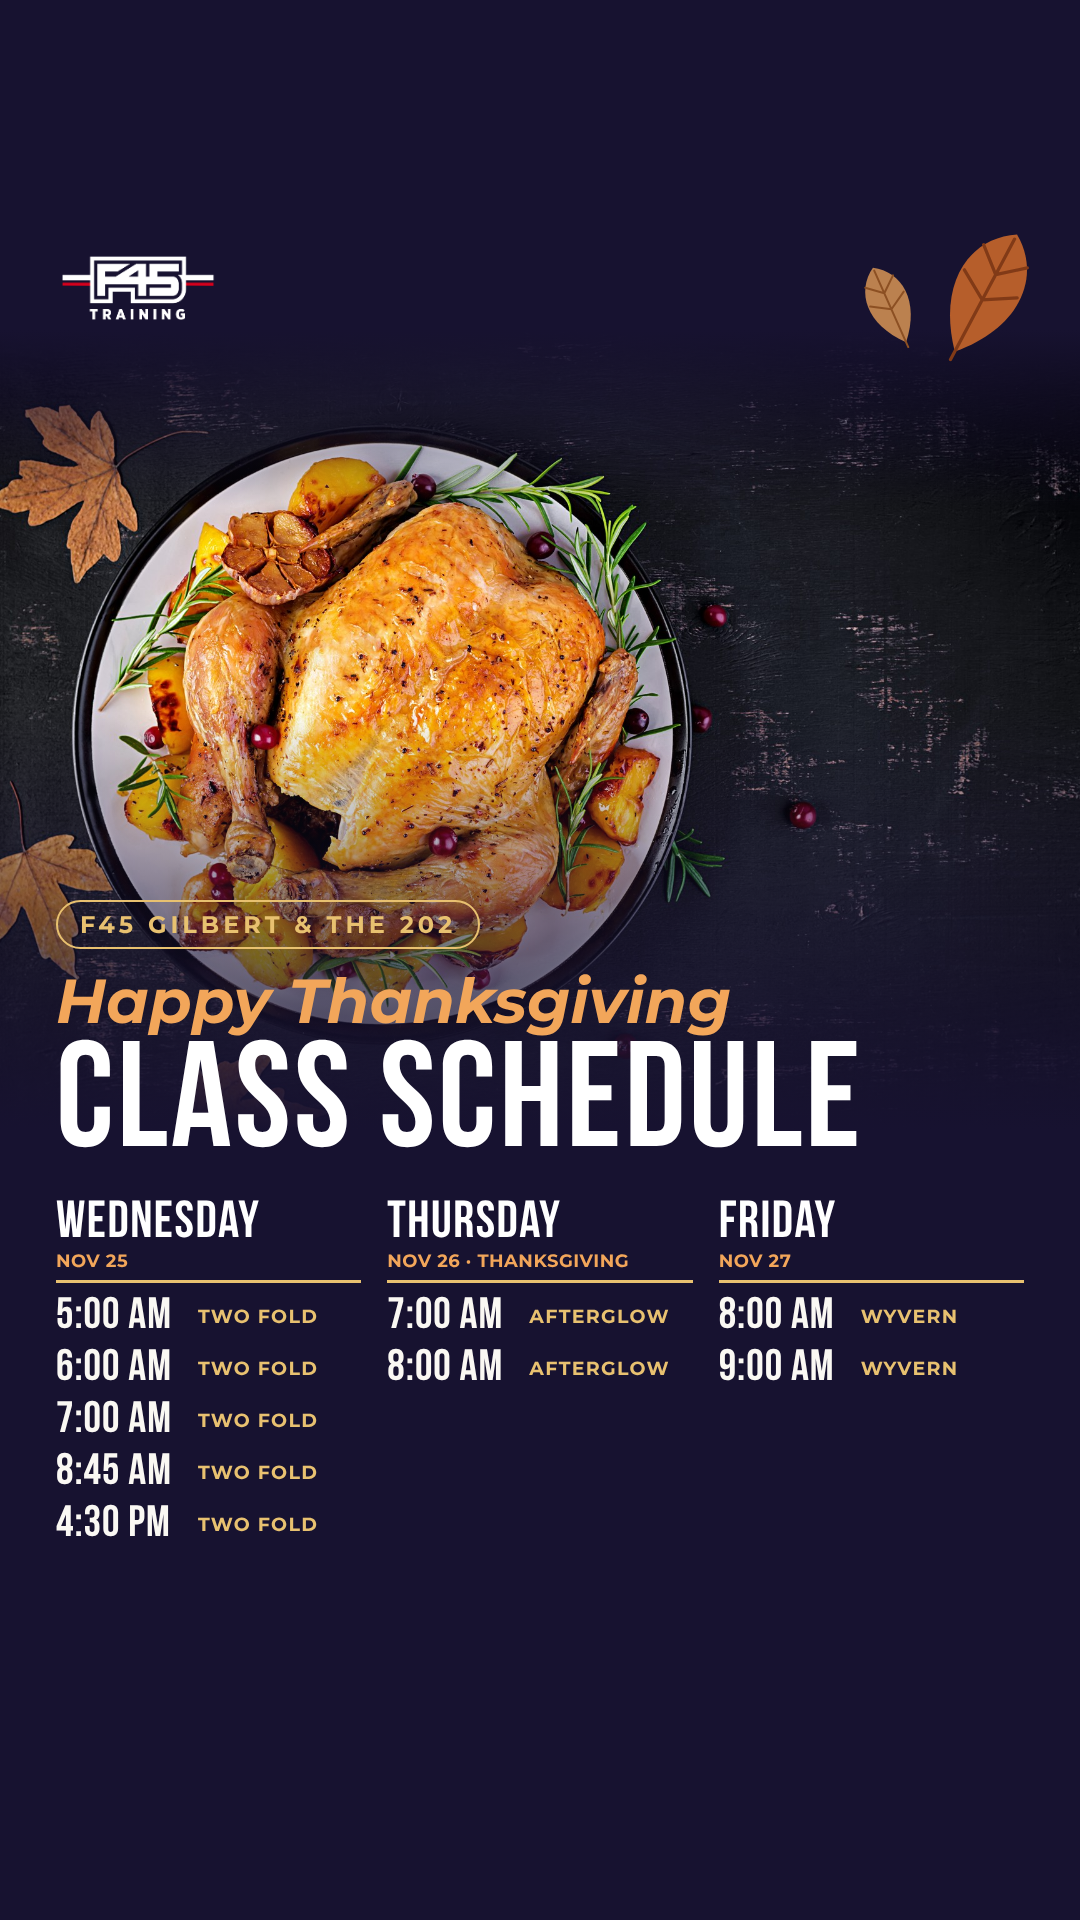 F45
TRAINING
F45 GILBERT & THE 202
Happy Thanksgiving
CLASS SCHEDULE
WEDNESDAY
NOV 25
5:00 AM TWO FOLD
6:00 AM TWO FOLD
7:00 AM TWO FOLD
8:45 AM TWO FOLD
4:30 PM TWO FOLD
THURSDAY
NOV 26 · THANKSGIVING
7:00 AM AFTERGLOW
8:00 AM AFTERGLOW
FRIDAY
NOV 27
8:00 AM WYVERN
9:00 AM WYVERN